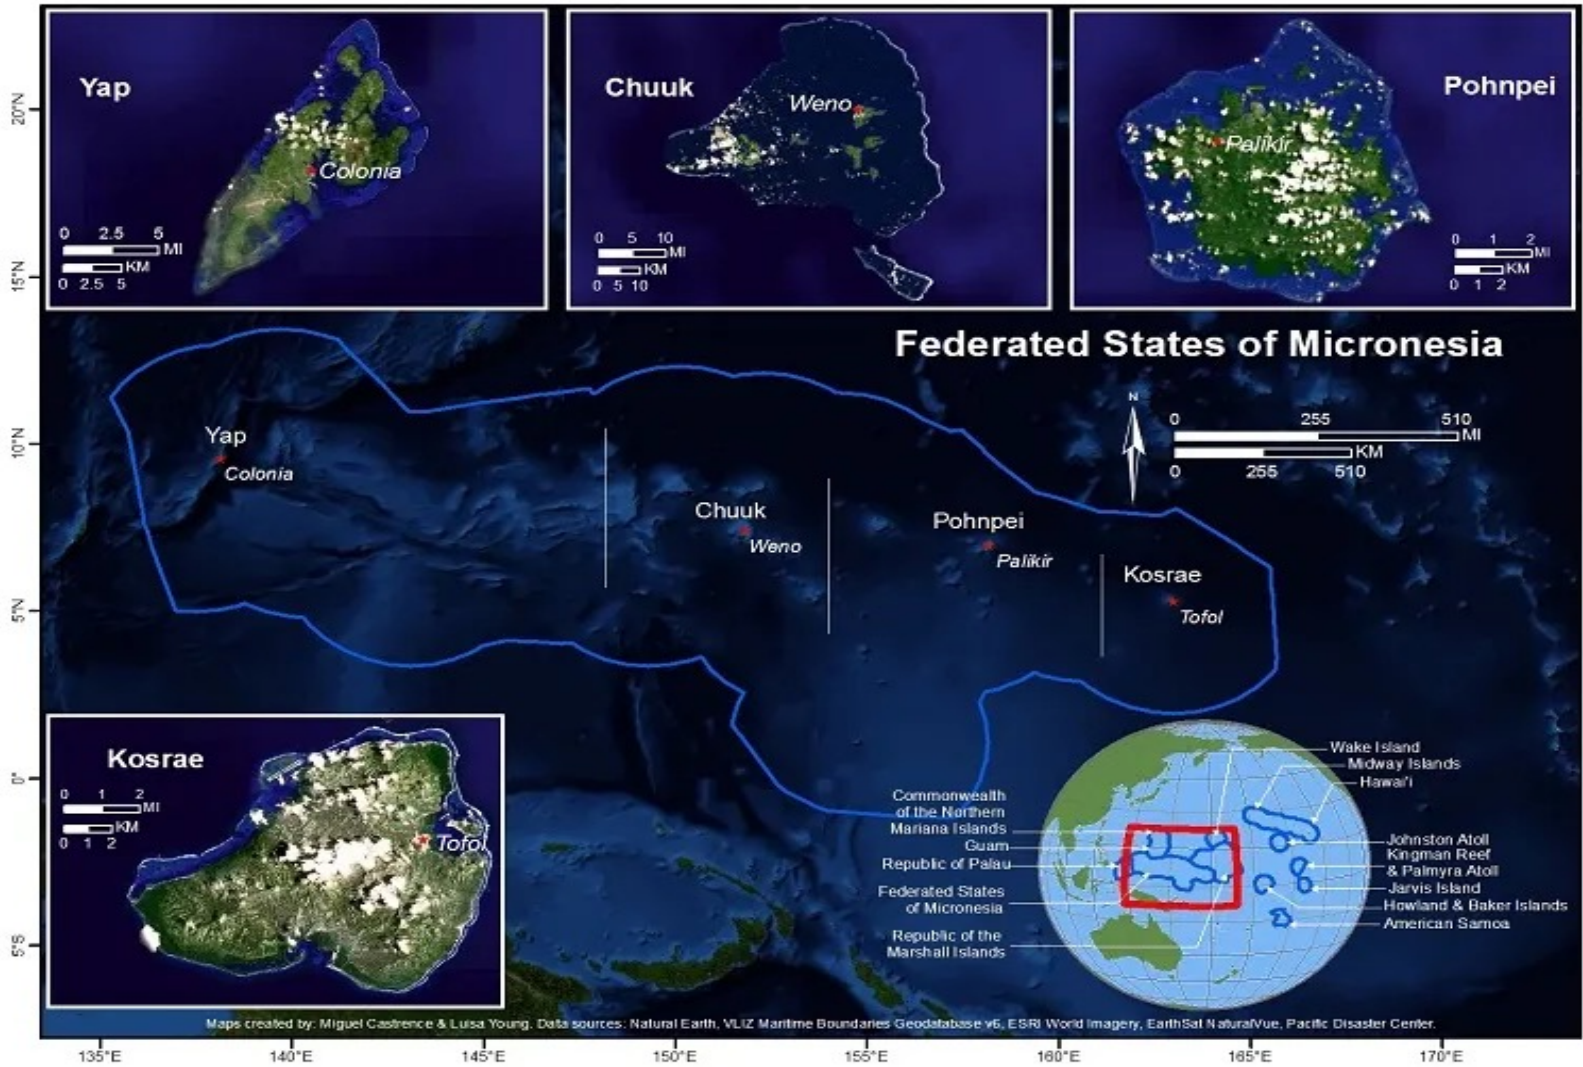 Yap
Colonia
0 2.5 5
MI
KM
0 2.5 5
Chuuk
Weno
0 5 10
MI
KM
0 5 10
Pohnpei
Palikir
0 1 2
MI
KM
0 1 2
Federated States of Micronesia
N
0 255 510
MI
KM
0 255 510
Yap
Colonia
Chuuk
Weno
Pohnpei
Palikir
Kosrae
Tofol
Kosrae
0 1 2
MI
KM
0 1 2
Tofol
Wake Island
Midway Islands
Hawai'i
Commonwealth
of the Northern
Mariana Islands
Guam
Republic of Palau
Federated States
of Micronesia
Republic of the
Marshall Islands
Johnston Atoll
Kingman Reef
& Palmyra Atoll
Jarvis Island
Howland & Baker Islands
American Samoa
Maps created by: Miguel Castrence & Luisa Young. Data sources: Natural Earth, VLIZ Maritime Boundaries Geodatabase v6, ESRI World Imagery, EarthSat NaturalVue, Pacific Disaster Center.
20°N
15°N
10°N
5°N
0°
5°S
135°E 140°E 145°E 150°E 155°E 160°E 165°E 170°E